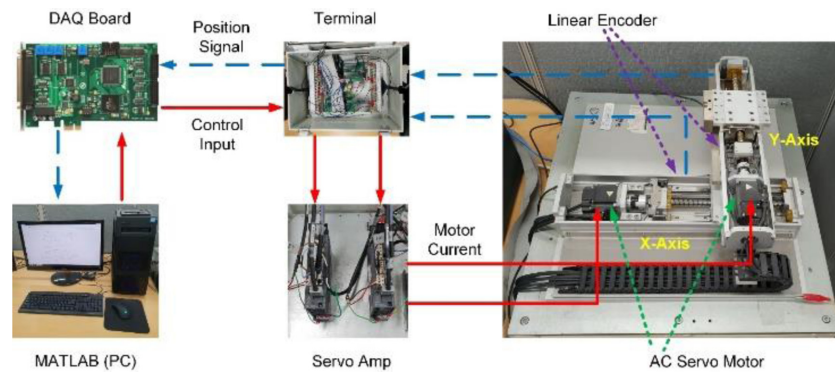 DAQ Board
Position
Signal
Terminal
Linear Encoder
Control
Input
Y-Axis
X-Axis
Motor
Current
MATLAB (PC)
Servo Amp
AC Servo Motor